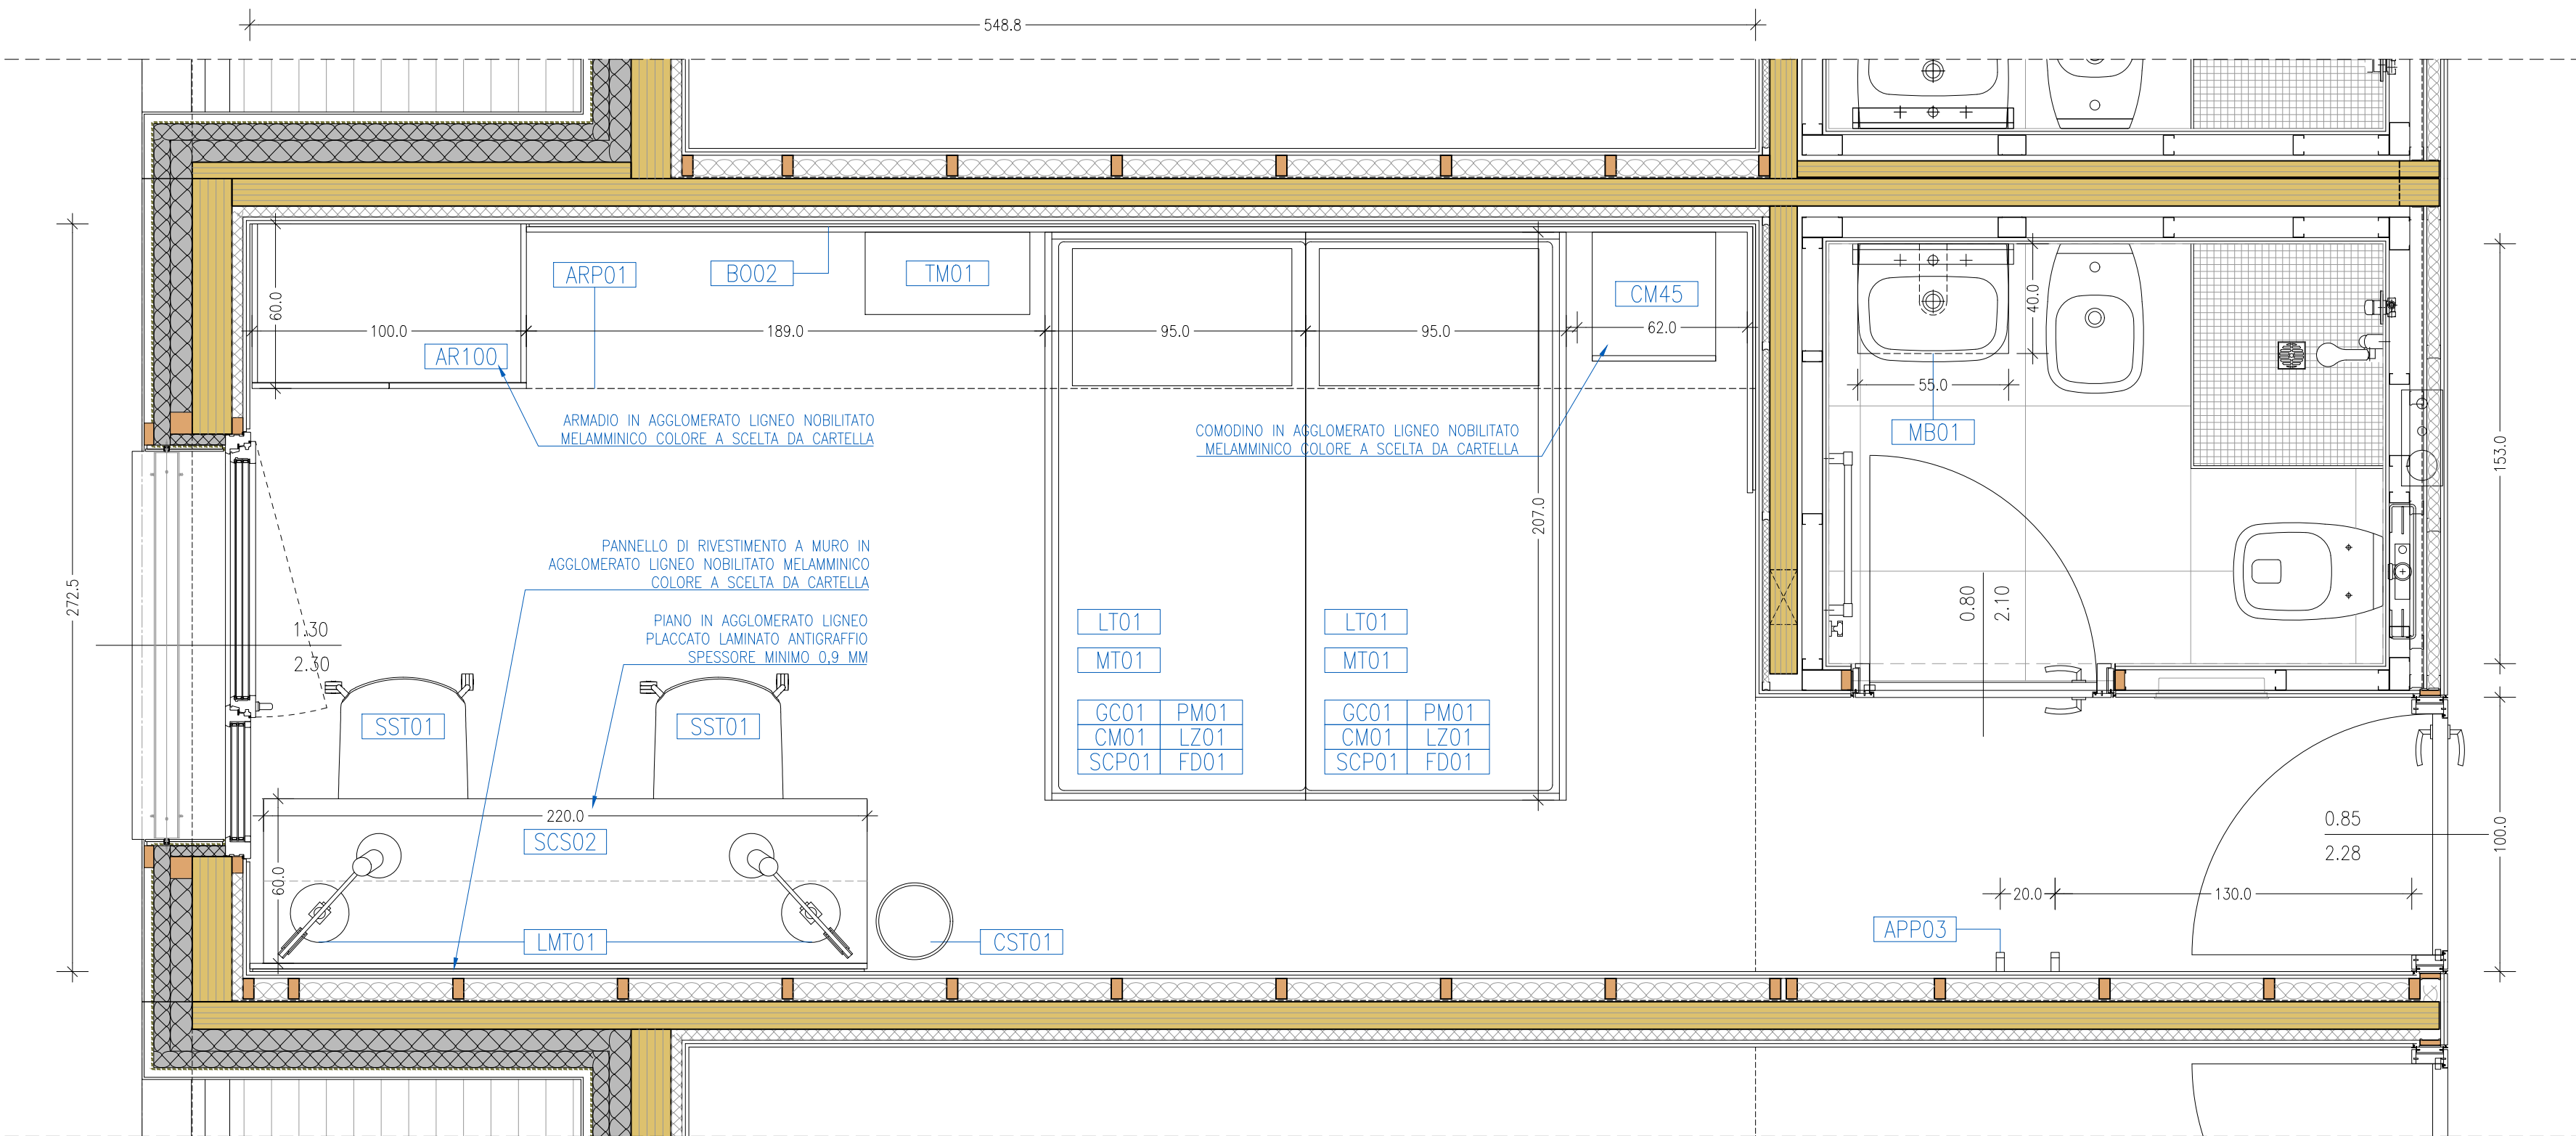 548.8
ARP01
BO02
TM01
CM45
60.0
100.0
189.0
95.0
95.0
62.0
AR100
40.0
55.0
MB01
ARMADIO IN AGGLOMERATO LIGNEO NOBILITATO
MELAMMINICO COLORE A SCELTA DA CARTELLA
COMODINO IN AGGLOMERATO LIGNEO NOBILITATO
MELAMMINICO COLORE A SCELTA DA CARTELLA
153.0
207.0
272.5
PANNELLO DI RIVESTIMENTO A MURO IN
AGGLOMERATO LIGNEO NOBILITATO MELAMMINICO
COLORE A SCELTA DA CARTELLA
PIANO IN AGGLOMERATO LIGNEO
PLACCATO LAMINATO ANTIGRAFFIO
SPESSORE MINIMO 0,9 MM
1.30
2.30
0.80
2.10
LT01
LT01
MT01
MT01
GC01 PM01
CM01 LZ01
SCP01 FD01
GC01 PM01
CM01 LZ01
SCP01 FD01
SST01
SST01
220.0
SCS02
60.0
LMT01
CST01
0.85
2.28
100.0
20.0
130.0
APP03